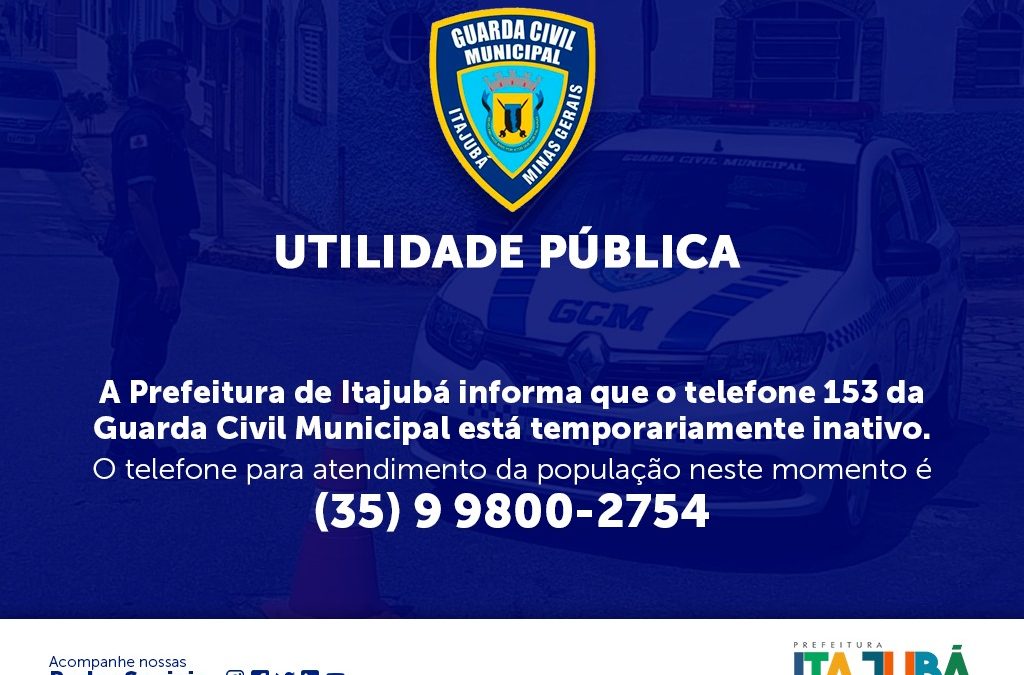 GUARDA CIVIL
MUNICIPAL
ITAJUBÁ
MINAS GERAIS
GUARDA CIVIL MUNICIPAL
GCM
UTILIDADE PÚBLICA
A Prefeitura de Itajubá informa que o telefone 153 da
Guarda Civil Municipal está temporariamente inativo.
O telefone para atendimento da população neste momento é
(35) 9 9800-2754
Acompanhe nossas
PREFEITURA
ITAJUBÁ